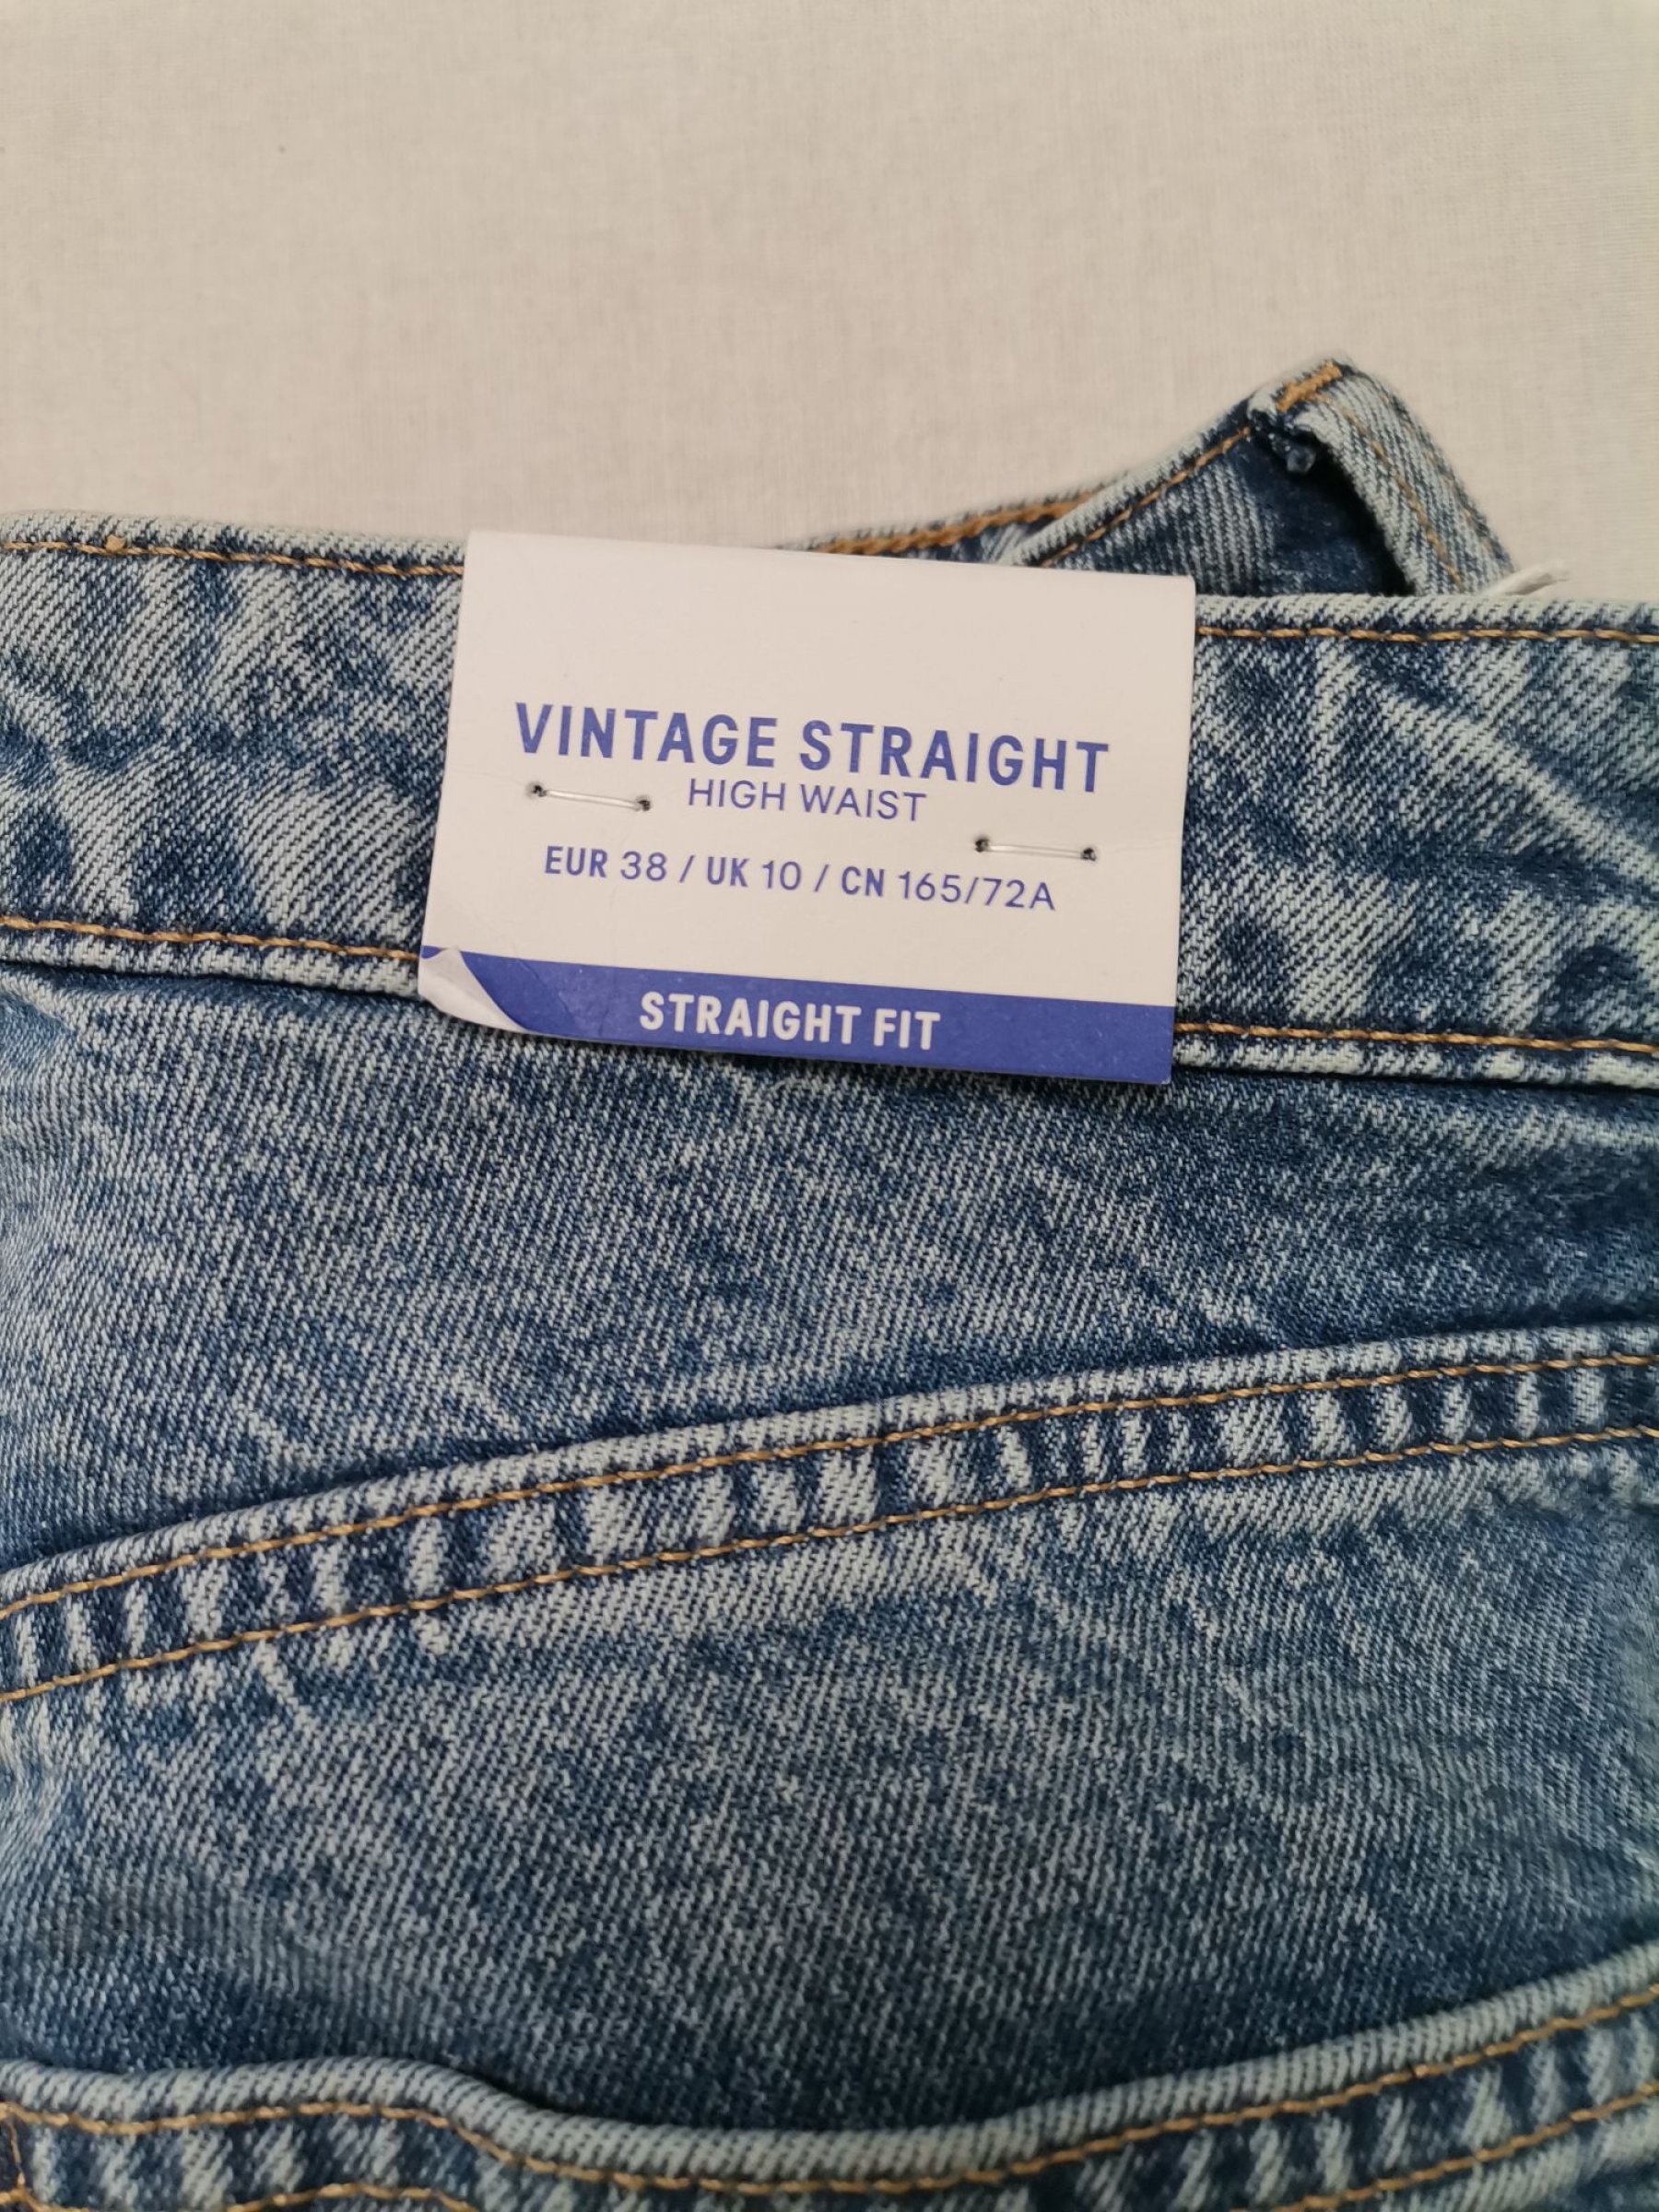 VINTAGE STRAIGHT
HIGH WAIST
EUR 38 / UK 10 / CN 165/72A
STRAIGHT FIT